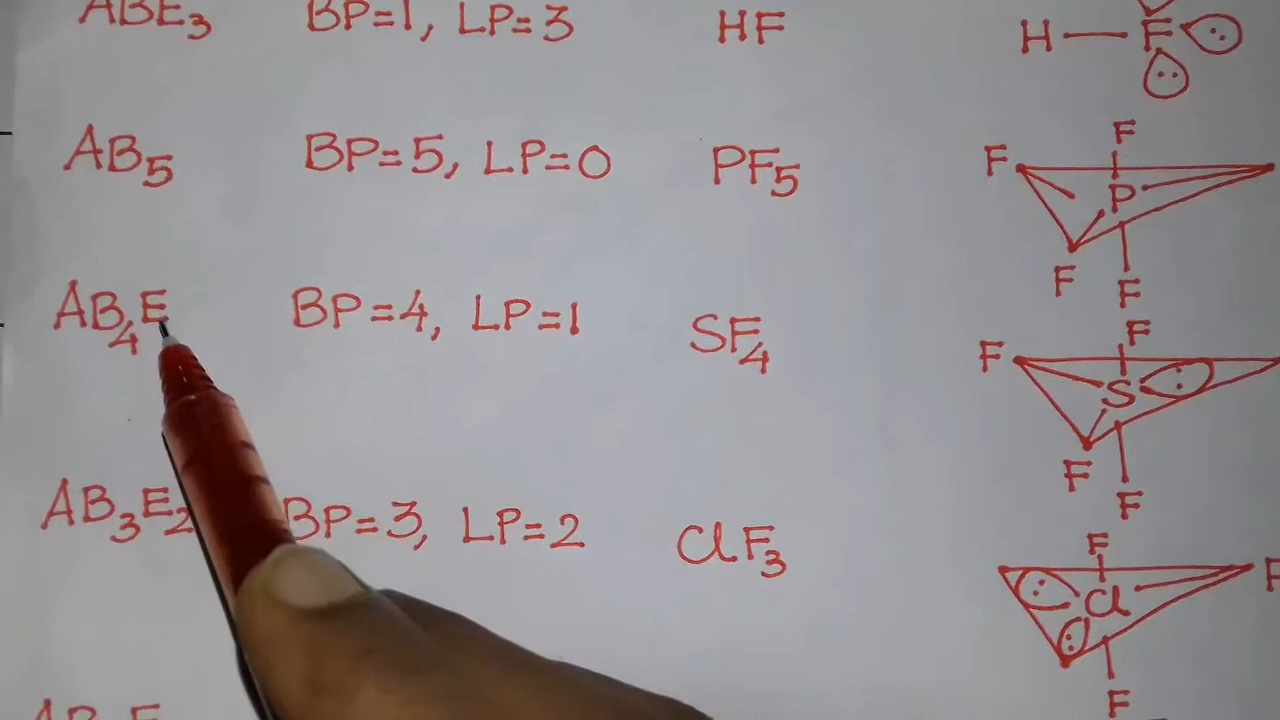 ABE3 BP=1, LP=3 HF H F
AB5 BP=5, LP=0 PF5 F F P F F
AB4E BP=4, LP=1 SF4 F F S F F
AB3E2 BP=3, LP=2 ClF3 F Cl F F